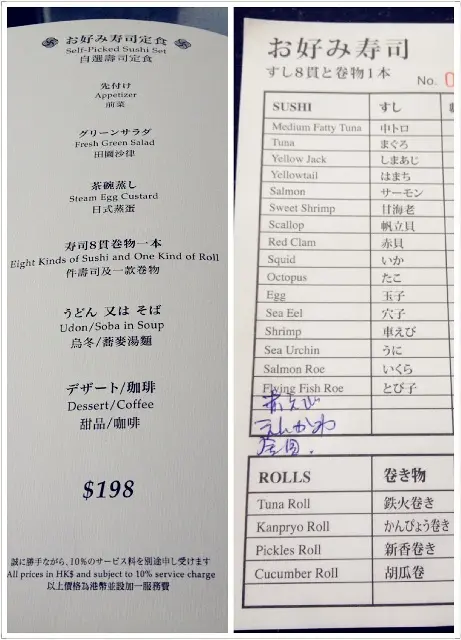 お好み寿司定食
Self-Picked Sushi Set
自選壽司定食
先付け
Appetizer
前菜
グリーンサラダ
Fresh Green Salad
田園沙律
茶碗蒸し
Steam Egg Custard
日式蒸蛋
寿司8貫巻物一本
Eight Kinds of Sushi and One Kind of Roll
件壽司及一款巻物
うどん 又は そば
Udon/Soba in Soup
烏冬/蕎麥湯麵
デザート/珈琲
Dessert/Coffee
甜品/咖啡
$198
誠に勝手ながら、10%のサービス料を別途申し受けます
All prices in HK$ and subject to 10% service charge
以上價格為港幣並設加一服務費
お好み寿司
すし8貫と巻物1本
No. 0
SUSHI すし
Medium Fatty Tuna 中トロ
Tuna まぐろ
Yellow Jack しまあじ
Yellowtail はまち
Salmon サーモン
Sweet Shrimp 甘海老
Scallop 帆立貝
Red Clam 赤貝
Squid いか
Octopus たこ
Egg 玉子
Sea Eel 穴子
Shrimp 車えび
Sea Urchin うに
Salmon Roe いくら
Flying Fish Roe とび子
赤えび
えんがわ
ROLLS 巻き物
Tuna Roll 鉄火巻き
Kanpryo Roll かんぴょう巻き
Pickles Roll 新香巻き
Cucumber Roll 胡瓜巻